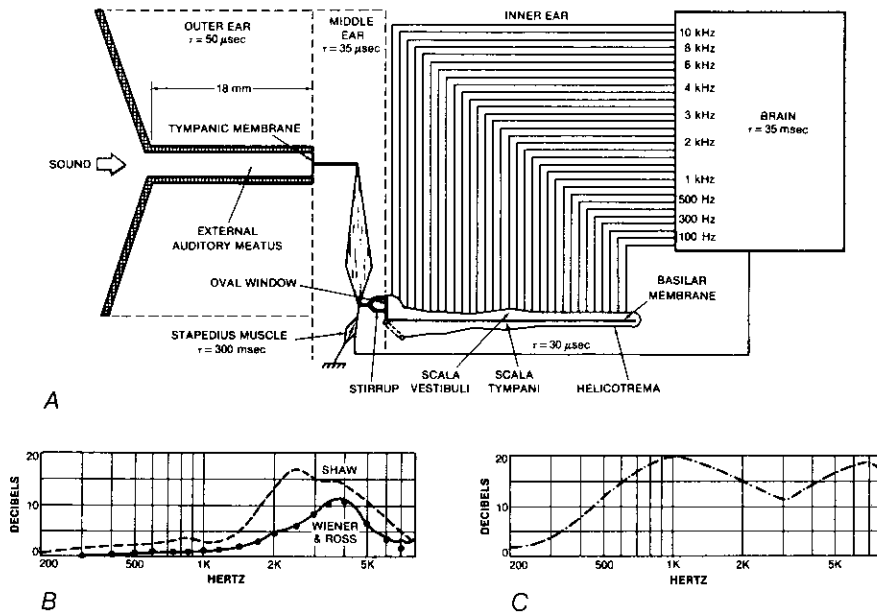 OUTER EAR
τ = 50 μsec
MIDDLE
EAR
τ = 35 μsec
INNER EAR
18 mm
TYMPANIC MEMBRANE
SOUND
EXTERNAL
AUDITORY MEATUS
OVAL WINDOW
STAPEDIUS MUSCLE
τ = 300 msec
STIRRUP
SCALA
VESTIBULI
SCALA
TYMPANI
HELICOTREMA
τ = 30 μsec
BASILAR
MEMBRANE
10 kHz
8 kHz
6 kHz
4 kHz
3 kHz
2 kHz
1 kHz
500 Hz
300 Hz
100 Hz
BRAIN
τ = 35 msec
A
20
10
0
DECIBELS
SHAW
WIENER
& ROSS
200 500 1K 2K 5K
HERTZ
B
20
10
0
DECIBELS
200 500 1K 2K 5K
HERTZ
C